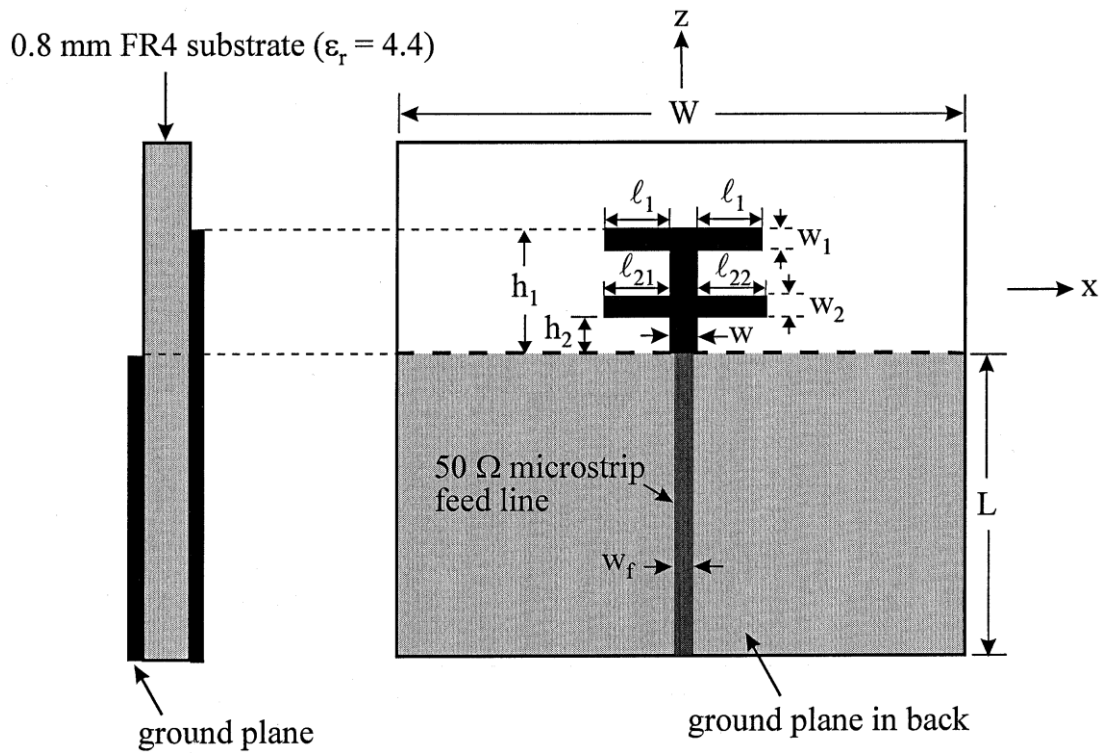 z
0.8 mm FR4 substrate (εr = 4.4)
W
ℓ1 ℓ1
w1
h1
ℓ21 ℓ22
x
w2
h2
w
50 Ω microstrip
feed line
L
wf
ground plane in back
ground plane